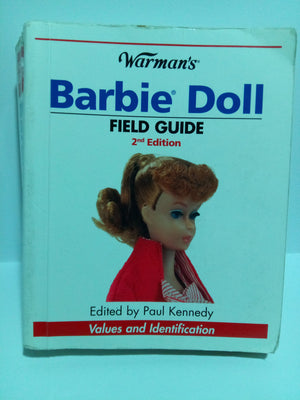 Warman's®
Barbie® Doll
FIELD GUIDE
2nd Edition
Edited by Paul Kennedy
Values and Identification